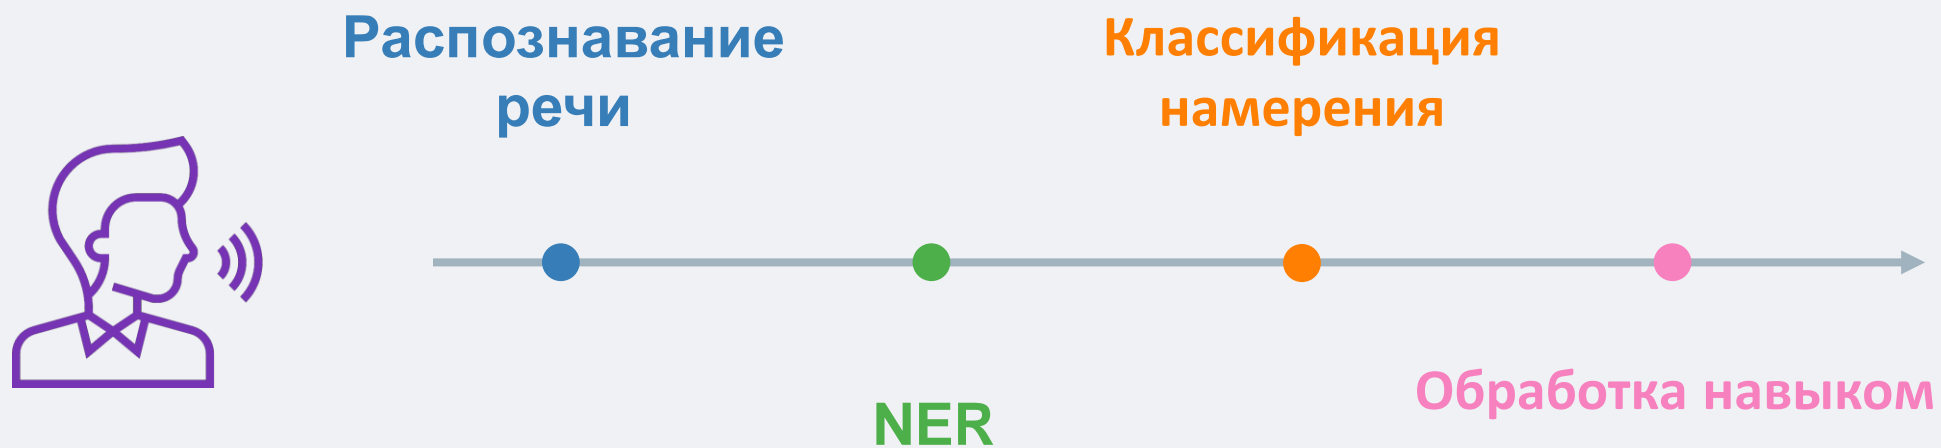 Распознавание
речи
NER
Классификация
намерения
Обработка навыком